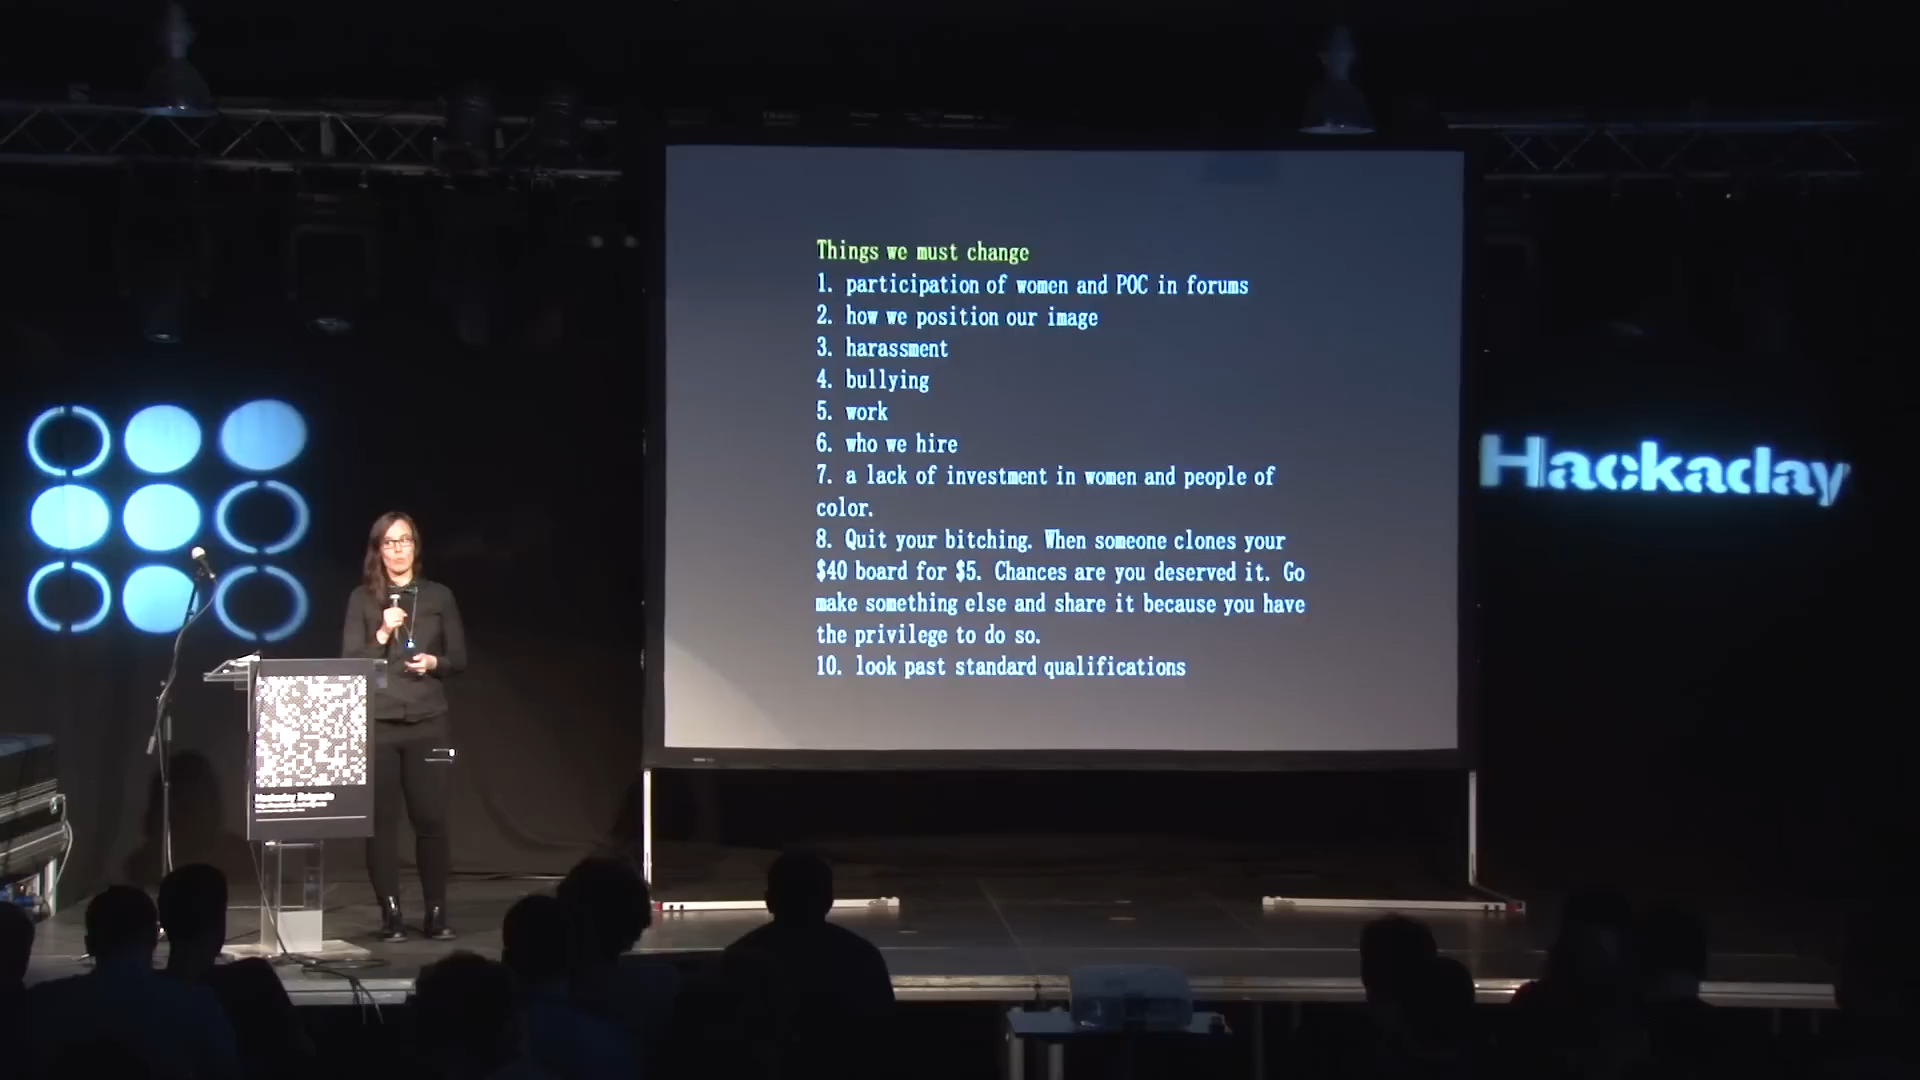 Things we must change
1. participation of women and POC in forums
2. how we position our image
3. harassment
4. bullying
5. work
6. who we hire
7. a lack of investment in women and people of
color.
8. Quit your bitching. When someone clones your
$40 board for $5. Chances are you deserved it. Go
make something else and share it because you have
the privilege to do so.
10. look past standard qualifications
Hackaday
Hackaday Belgrade